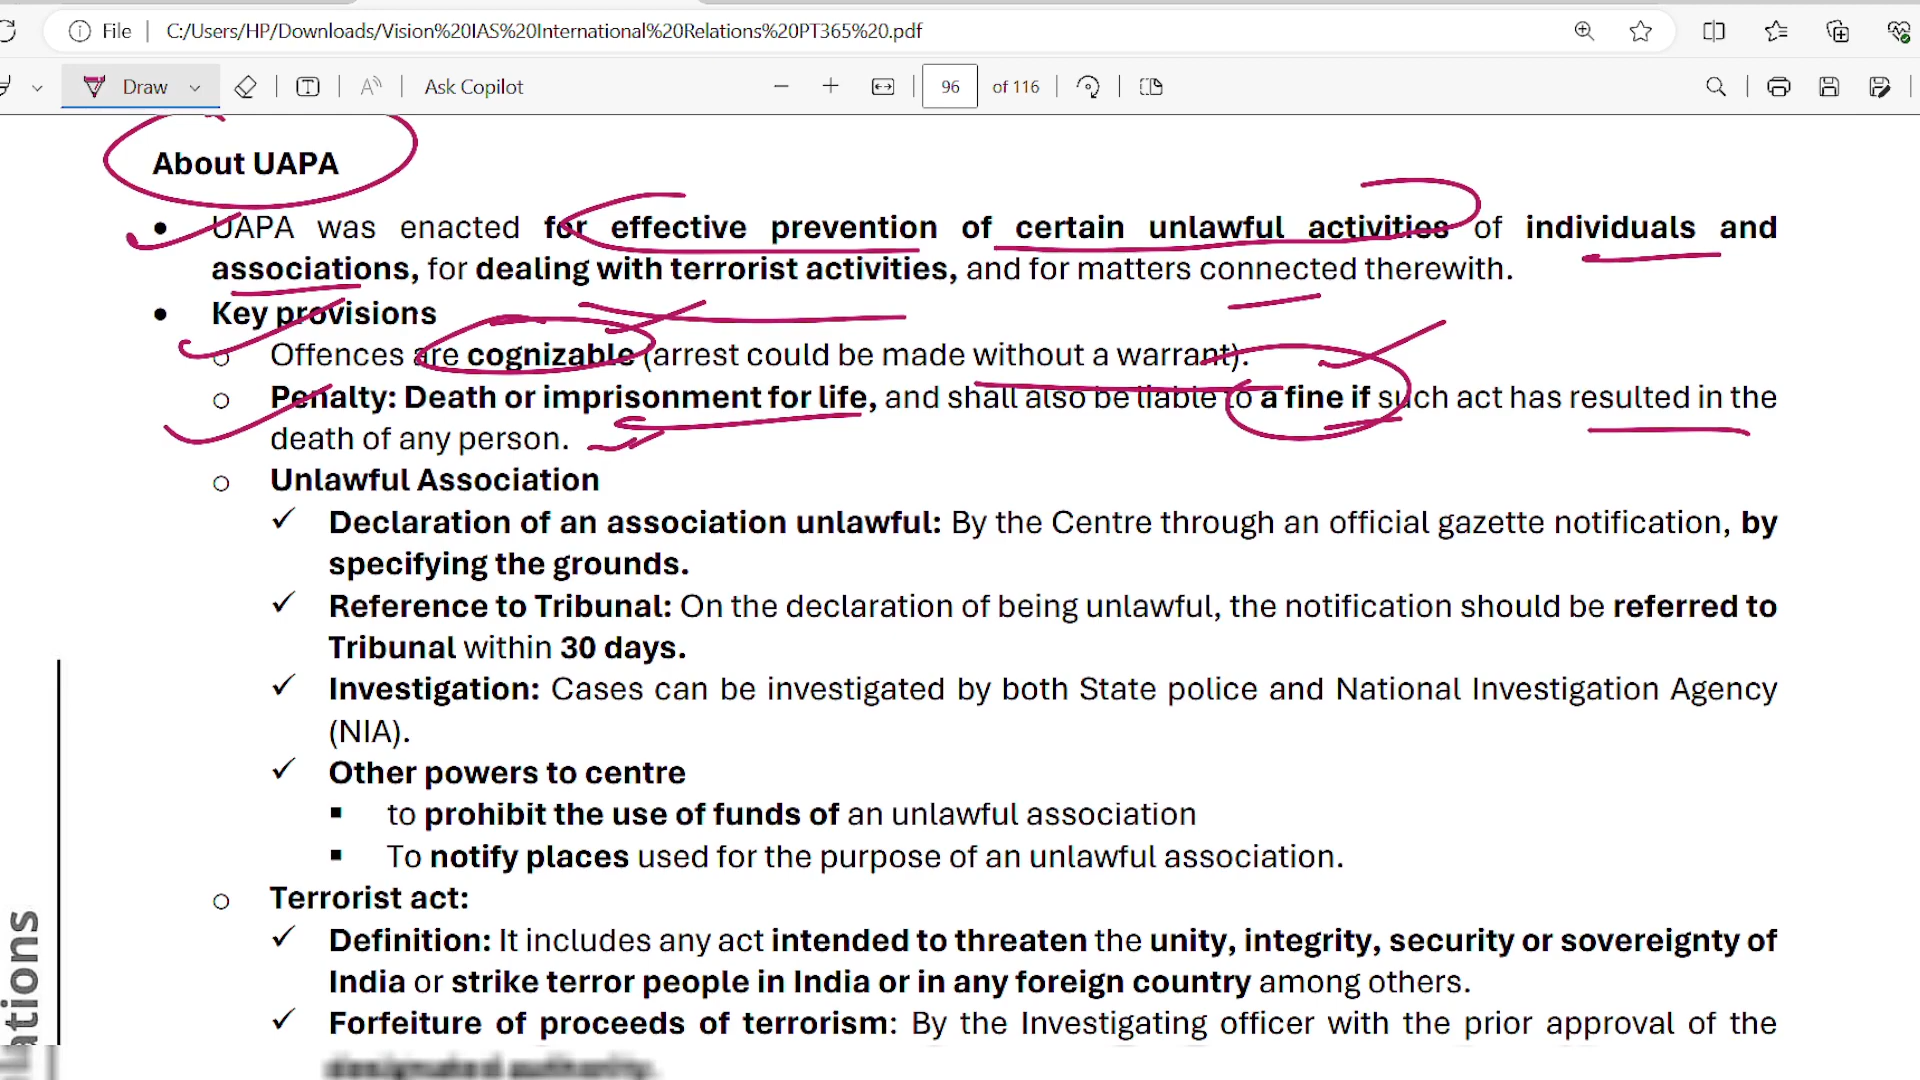 File C:/Users/HP/Downloads/Vision%20IAS%20International%20Relations%20PT365%20.pdf
Draw Ask Copilot 96 of 116
About UAPA
• UAPA was enacted for effective prevention of certain unlawful activities of individuals and
associations, for dealing with terrorist activities, and for matters connected therewith.
• Key provisions
o Offences are cognizable (arrest could be made without a warrant).
o Penalty: Death or imprisonment for life, and shall also be liable to a fine if such act has resulted in the
death of any person.
o Unlawful Association
✓ Declaration of an association unlawful: By the Centre through an official gazette notification, by
specifying the grounds.
✓ Reference to Tribunal: On the declaration of being unlawful, the notification should be referred to
Tribunal within 30 days.
✓ Investigation: Cases can be investigated by both State police and National Investigation Agency
(NIA).
✓ Other powers to centre
▪ to prohibit the use of funds of an unlawful association
▪ To notify places used for the purpose of an unlawful association.
o Terrorist act:
✓ Definition: It includes any act intended to threaten the unity, integrity, security or sovereignty of
India or strike terror people in India or in any foreign country among others.
✓ Forfeiture of proceeds of terrorism: By the Investigating officer with the prior approval of the
designated authority.
ations